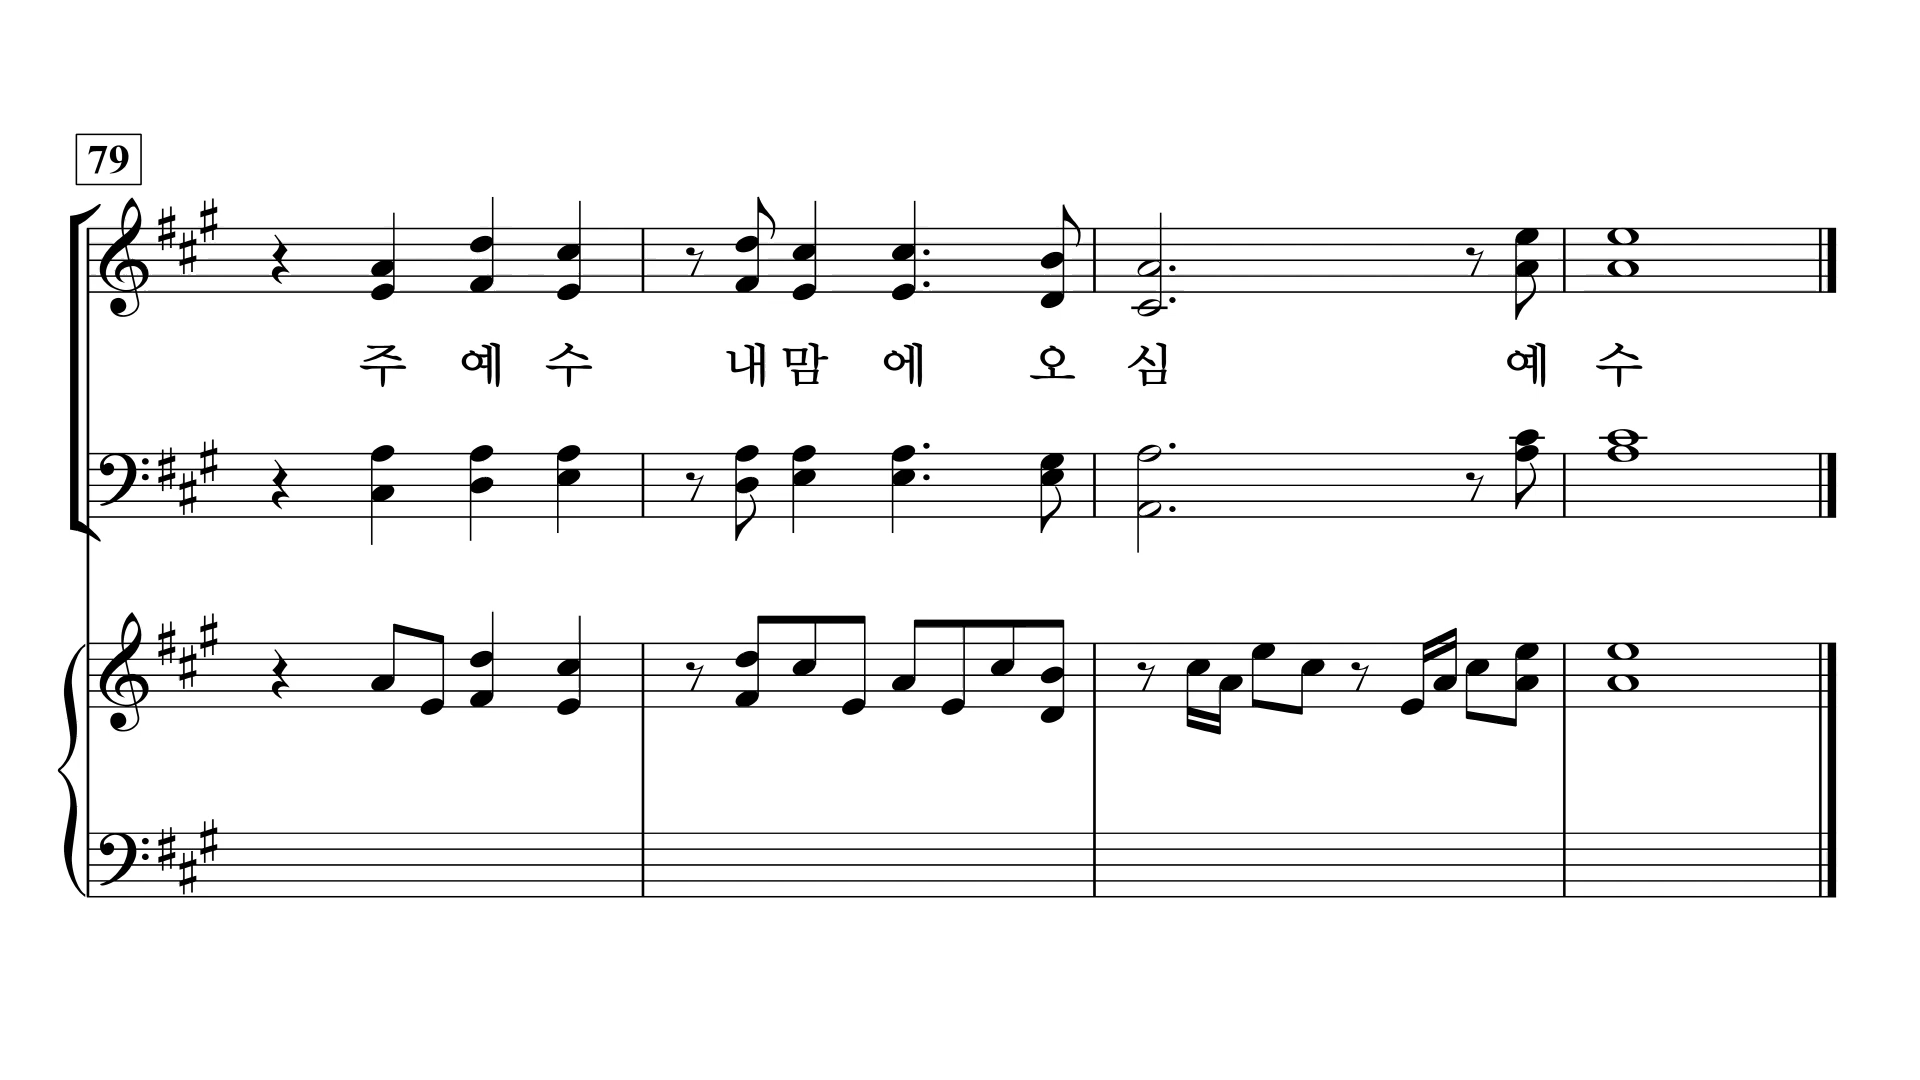 79
주 예 수 내 맘 에 오 심 예 수